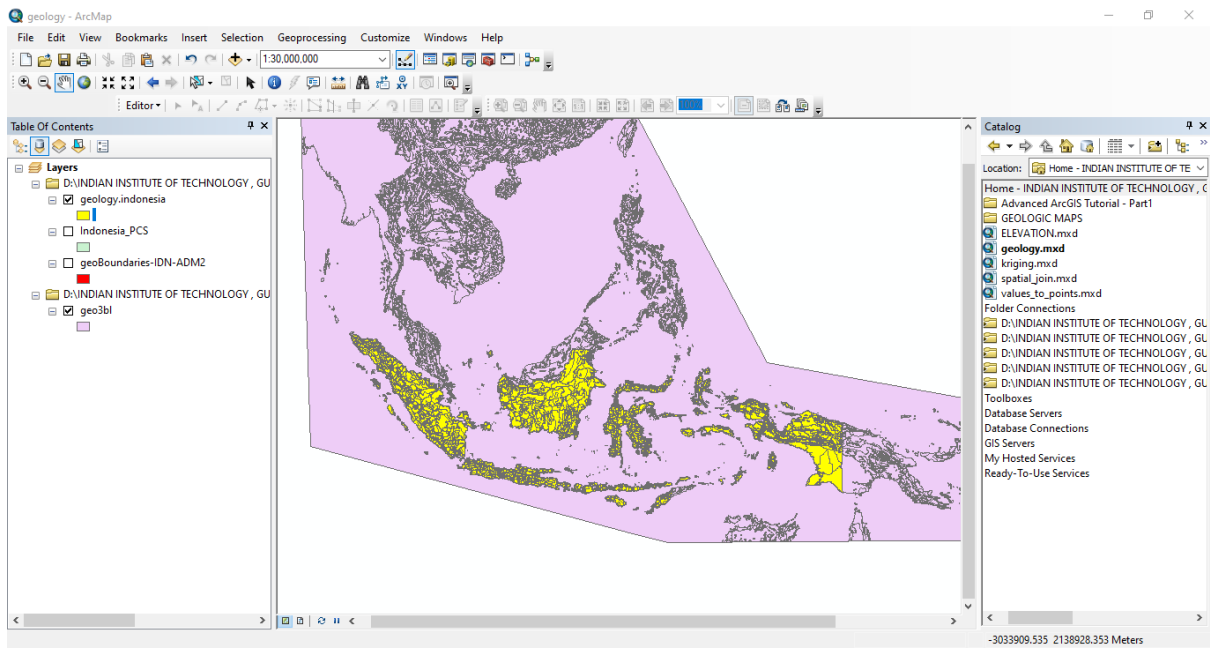 geology - ArcMap
File Edit View Bookmarks Insert Selection Geoprocessing Customize Windows Help
1:30,000,000
Editor
Table Of Contents
Layers
D:\INDIAN INSTITUTE OF TECHNOLOGY , GU
geology.indonesia
Indonesia_PCS
geoBoundaries-IDN-ADM2
D:\INDIAN INSTITUTE OF TECHNOLOGY , GU
geo3bl
Catalog
Location: Home - INDIAN INSTITUTE OF TE
Home - INDIAN INSTITUTE OF TECHNOLOGY , G
Advanced ArcGIS Tutorial - Part1
GEOLOGIC MAPS
ELEVATION.mxd
geology.mxd
kriging.mxd
spatial_join.mxd
values_to_points.mxd
Folder Connections
D:\INDIAN INSTITUTE OF TECHNOLOGY , GU
D:\INDIAN INSTITUTE OF TECHNOLOGY , GU
D:\INDIAN INSTITUTE OF TECHNOLOGY , GU
D:\INDIAN INSTITUTE OF TECHNOLOGY , GU
D:\INDIAN INSTITUTE OF TECHNOLOGY , GU
Toolboxes
Database Servers
Database Connections
GIS Servers
My Hosted Services
Ready-To-Use Services
-3033909.535 2138928.353 Meters